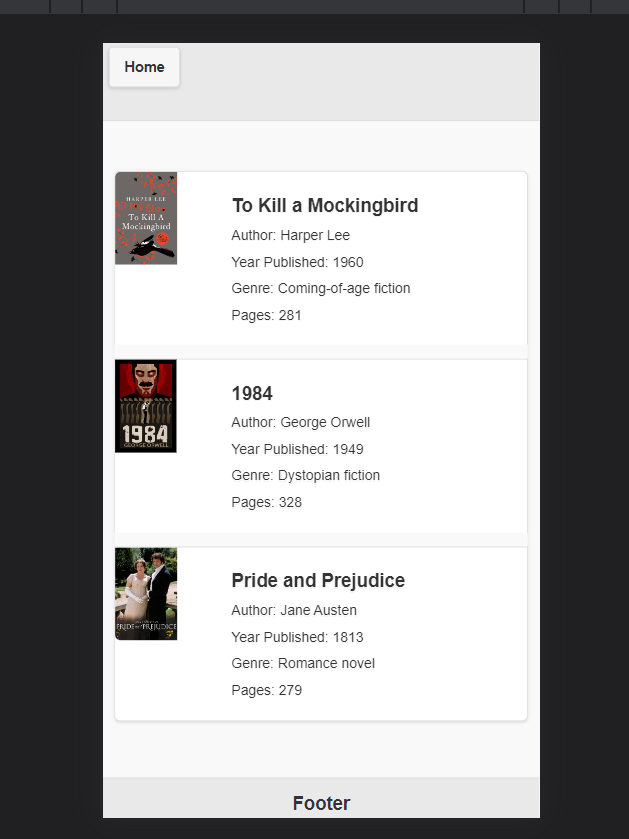 Home
HARPER LEE
To Kill A
Mockingbird
To Kill a Mockingbird
Author: Harper Lee
Year Published: 1960
Genre: Coming-of-age fiction
Pages: 281
1984
GEORGE ORWELL
1984
Author: George Orwell
Year Published: 1949
Genre: Dystopian fiction
Pages: 328
PRIDE AND PREJUDICE
Pride and Prejudice
Author: Jane Austen
Year Published: 1813
Genre: Romance novel
Pages: 279
Footer